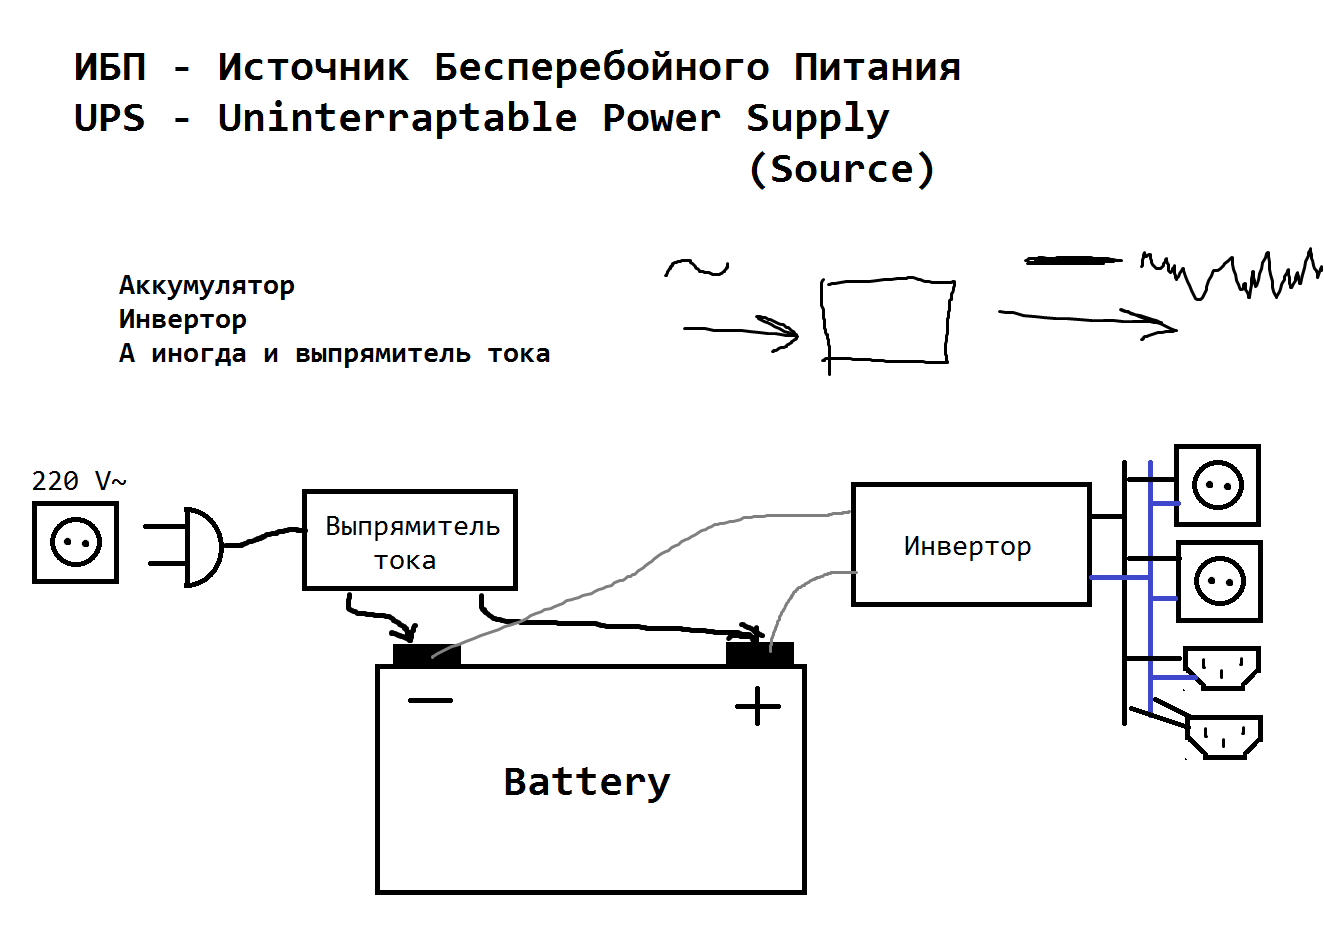 ИБП - Источник Бесперебойного Питания
UPS - Uninterraptable Power Supply
(Source)
Аккумулятор
Инвертор
А иногда и выпрямитель тока
220 V~
Выпрямитель
тока
Инвертор
− +
Battery